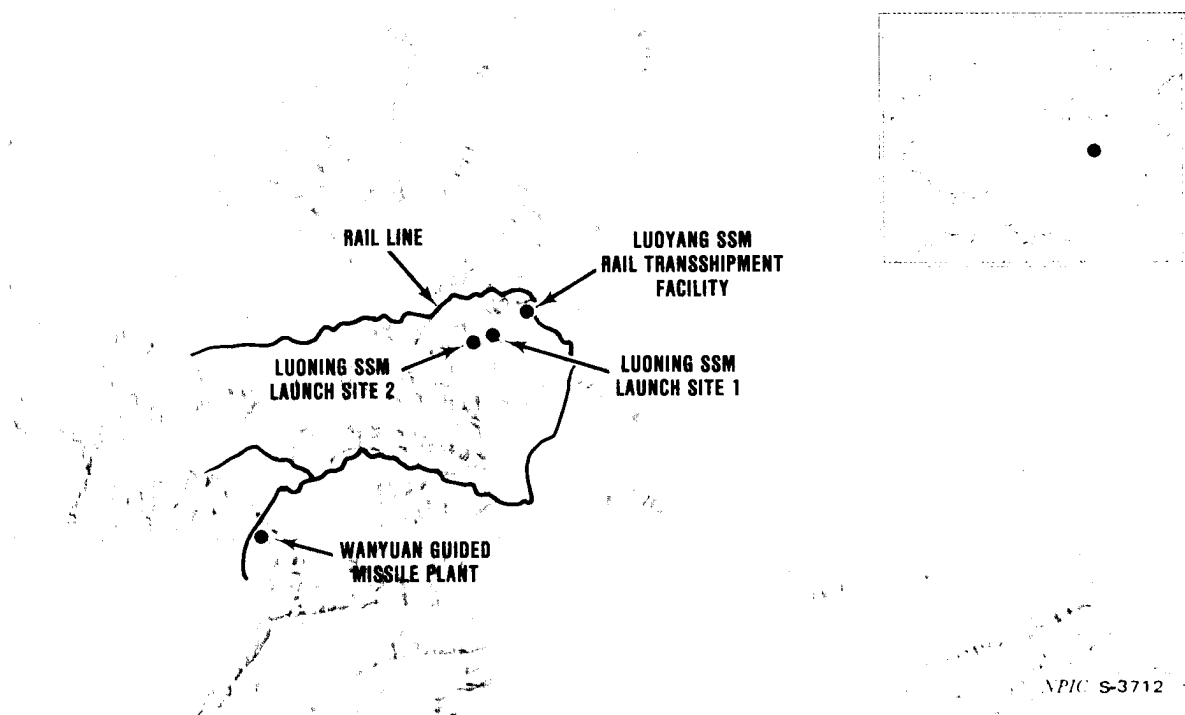 RAIL LINE
LUOYANG SSM
RAIL TRANSSHIPMENT
FACILITY
LUONING SSM
LAUNCH SITE 2
LUONING SSM
LAUNCH SITE 1
WANYUAN GUIDED
MISSILE PLANT
NPIC S-3712